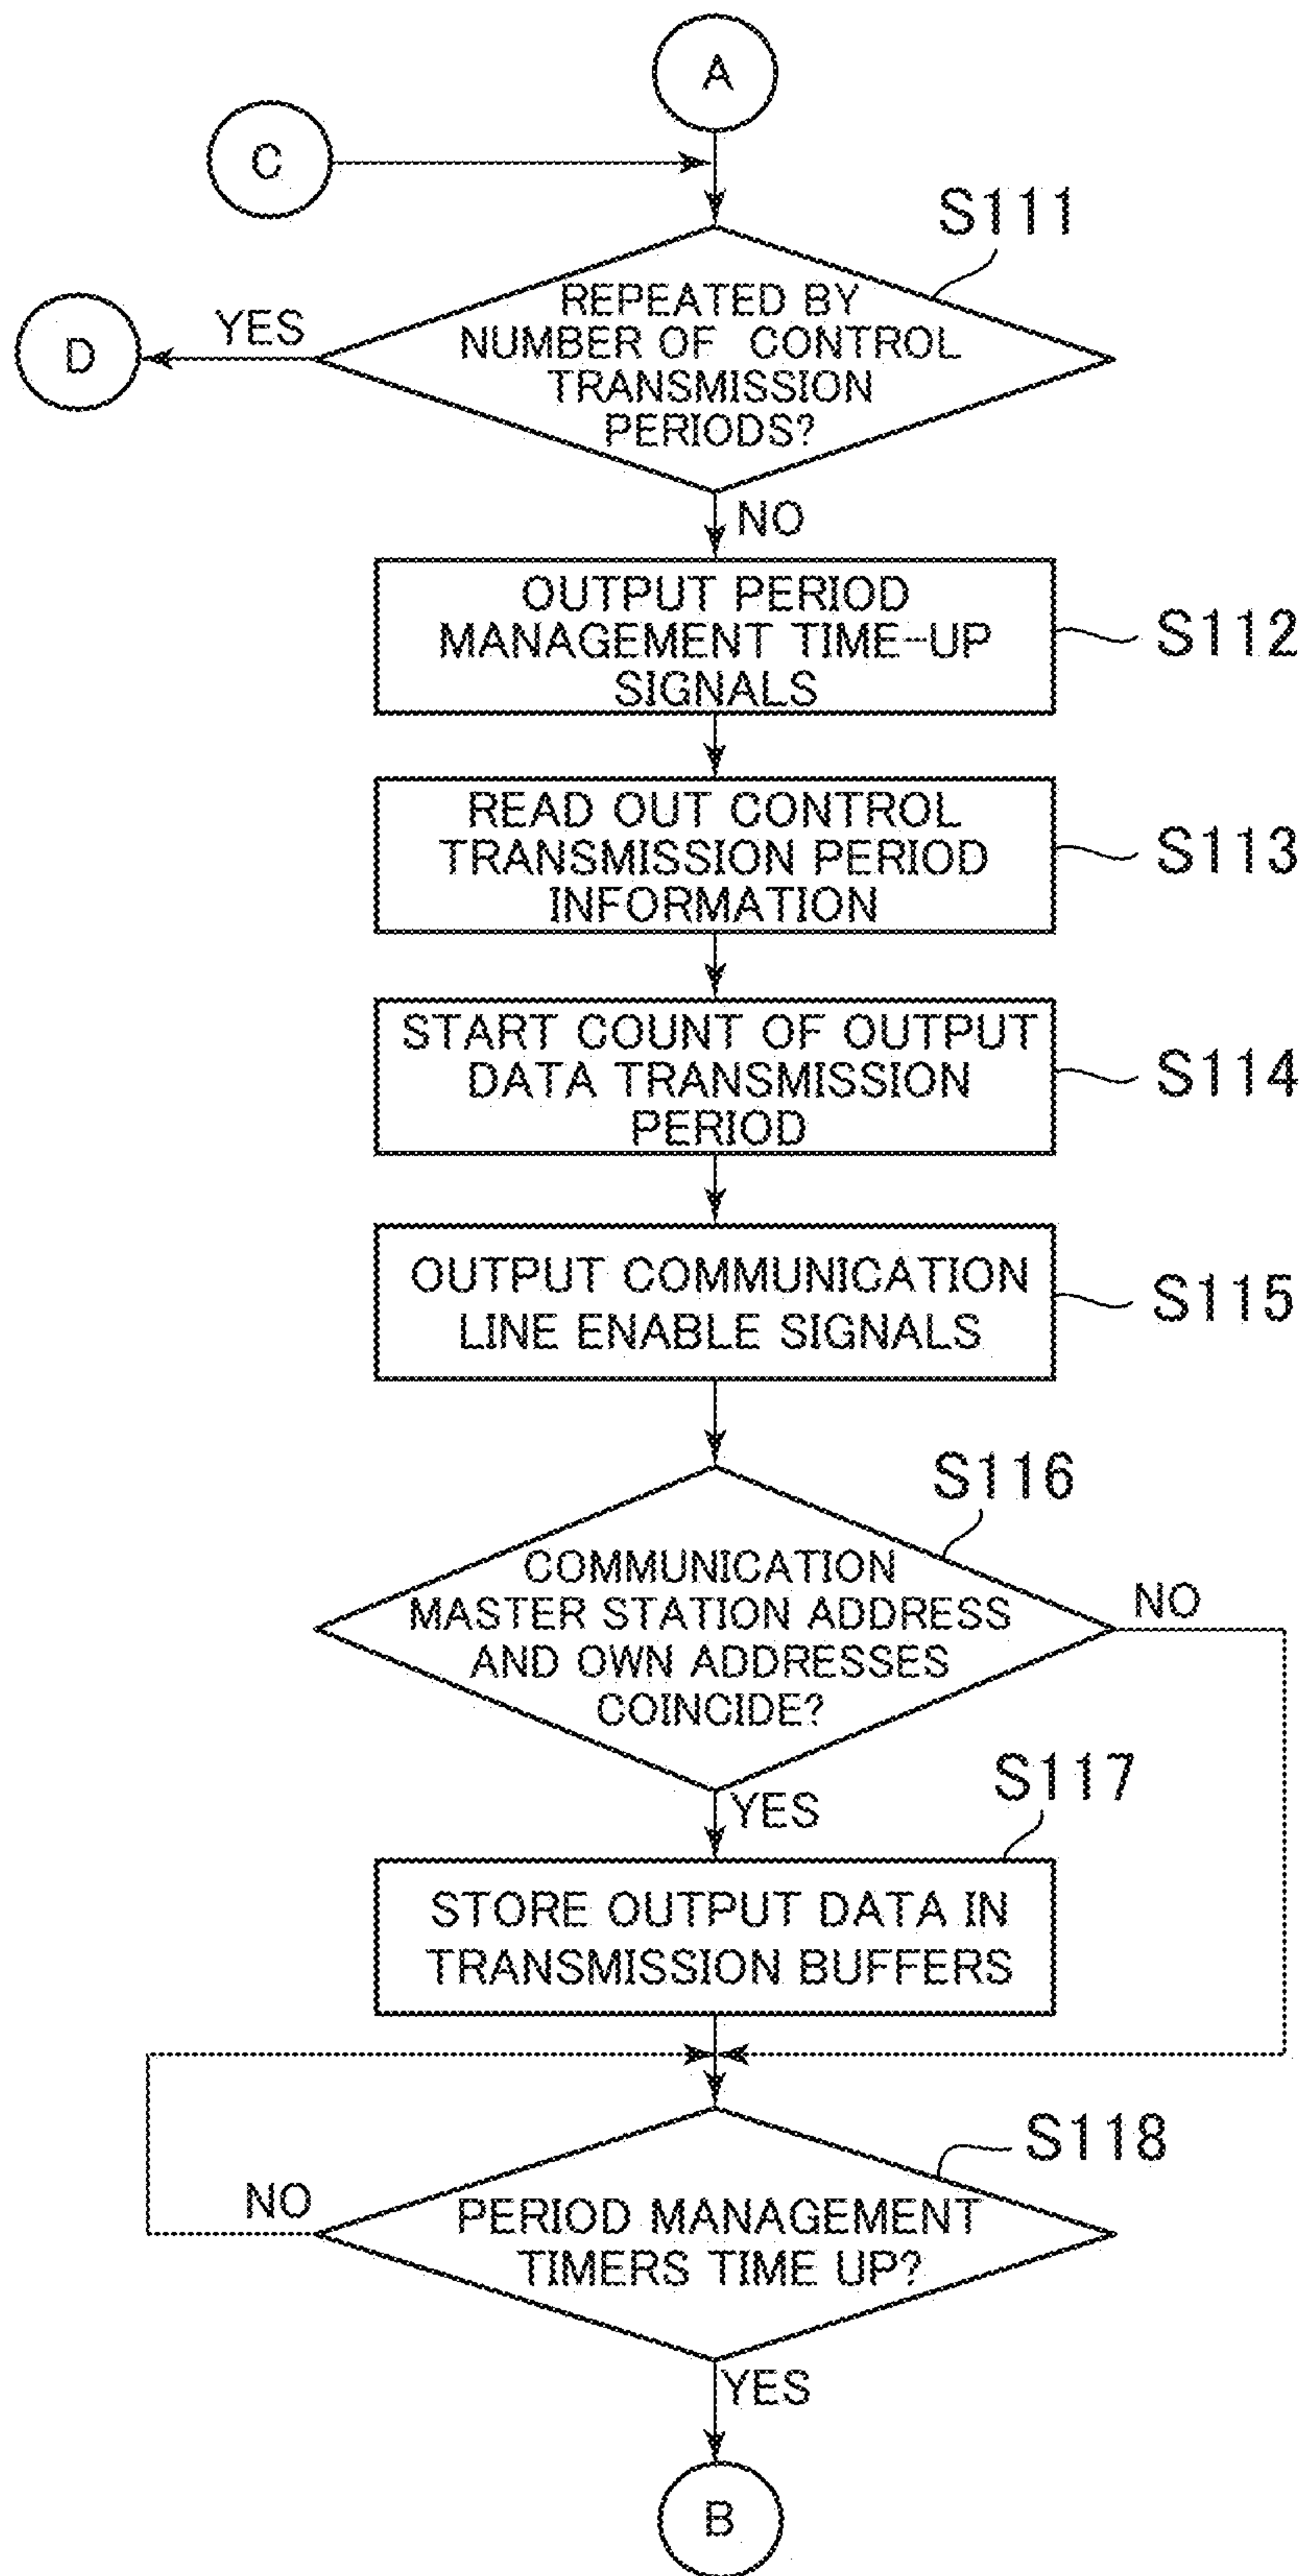 A
C
S111
REPEATED BY
NUMBER OF CONTROL
TRANSMISSION
PERIODS?
YES
D
NO
OUTPUT PERIOD
MANAGEMENT TIME-UP
SIGNALS
S112
READ OUT CONTROL
TRANSMISSION PERIOD
INFORMATION
S113
START COUNT OF OUTPUT
DATA TRANSMISSION
PERIOD
S114
OUTPUT COMMUNICATION
LINE ENABLE SIGNALS
S115
S116
COMMUNICATION
MASTER STATION ADDRESS
AND OWN ADDRESSES
COINCIDE?
NO
YES
S117
STORE OUTPUT DATA IN
TRANSMISSION BUFFERS
S118
NO
PERIOD MANAGEMENT
TIMERS TIME UP?
YES
B